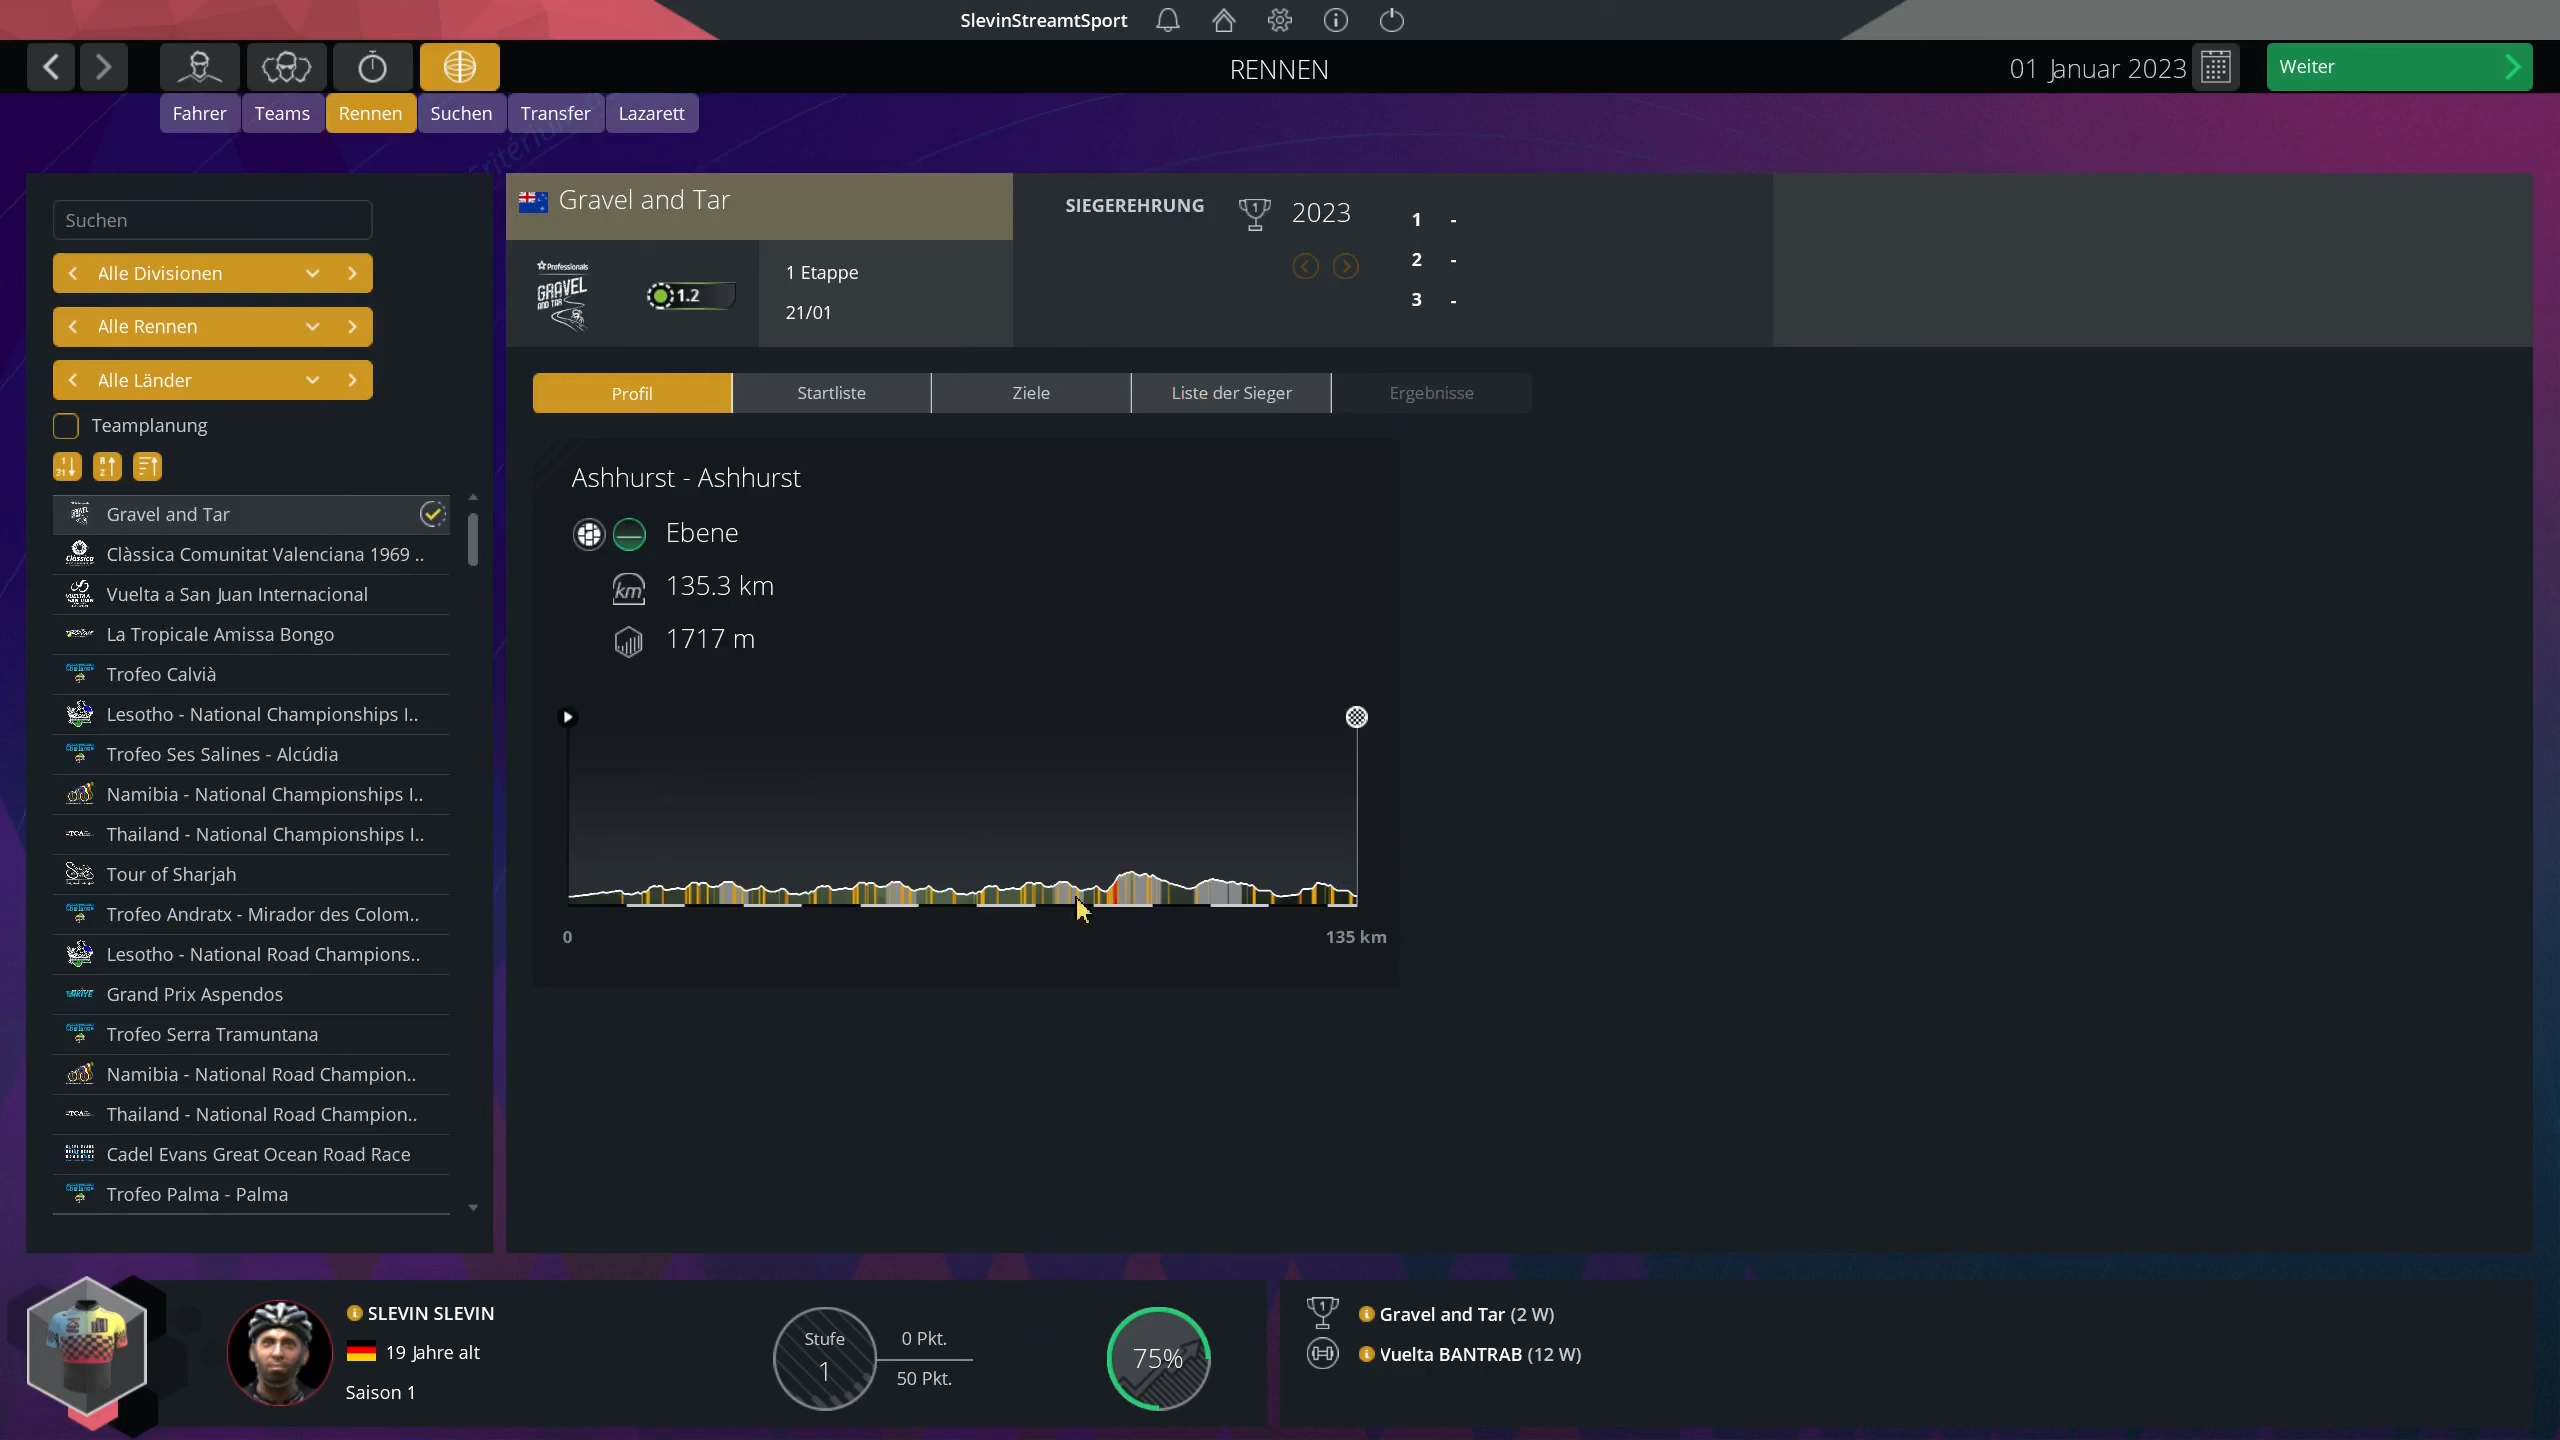 SlevinStreamtSport
RENNEN
01 Januar 2023
Weiter
Fahrer
Teams
Rennen
Suchen
Transfer
Lazarett
Suchen
Alle Divisionen
Alle Rennen
Alle Länder
Teamplanung
Gravel and Tar
Clàssica Comunitat Valenciana 1969 ..
Vuelta a San Juan Internacional
La Tropicale Amissa Bongo
Trofeo Calvià
Lesotho - National Championships I..
Trofeo Ses Salines - Alcúdia
Namibia - National Championships I..
Thailand - National Championships I..
Tour of Sharjah
Trofeo Andratx - Mirador des Colom..
Lesotho - National Road Champions..
Grand Prix Aspendos
Trofeo Serra Tramuntana
Namibia - National Road Champion..
Thailand - National Road Champion..
Cadel Evans Great Ocean Road Race
Trofeo Palma - Palma
Gravel and Tar
Professionals
GRAVEL
AND TAR
1.2
1 Etappe
21/01
SIEGEREHRUNG
2023
1 -
2 -
3 -
Profil
Startliste
Ziele
Liste der Sieger
Ergebnisse
Ashhurst - Ashhurst
Ebene
km 135.3 km
1717 m
0
135 km
SLEVIN SLEVIN
19 Jahre alt
Saison 1
Stufe
1
0 Pkt.
50 Pkt.
75%
Gravel and Tar (2 W)
Vuelta BANTRAB (12 W)